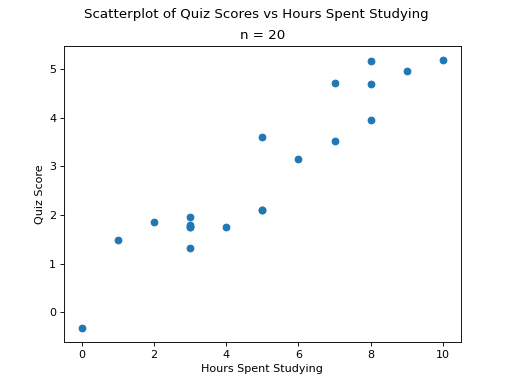 Scatterplot of Quiz Scores vs Hours Spent Studying
n = 20
5
4
3
2
1
0
Quiz Score
0 2 4 6 8 10
Hours Spent Studying